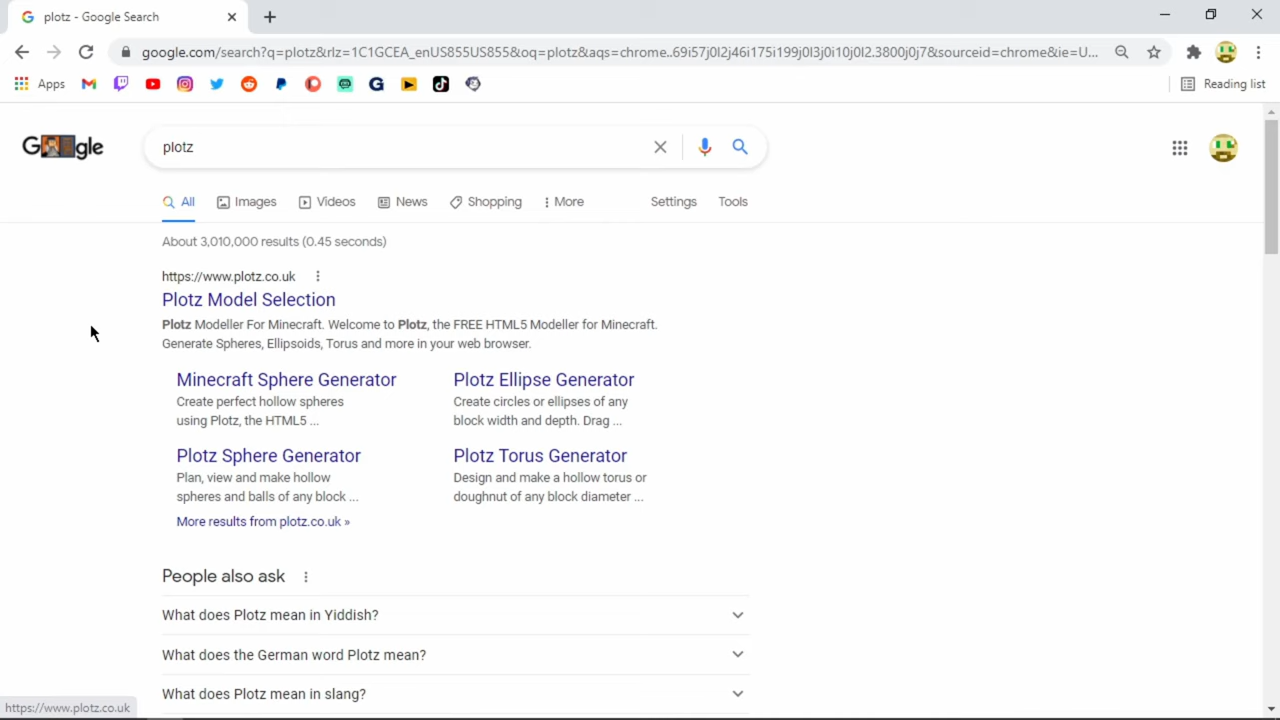 plotz - Google Search
google.com/search?q=plotz&rlz=1C1GCEA_enUS855US855&oq=plotz&aqs=chrome..69i57j0l2j46i175i199j0l3j0i10j0l2.3800j0j7&sourceid=chrome&ie=U...
Apps
Reading list
plotz
All Images Videos News Shopping More Settings Tools
About 3,010,000 results (0.45 seconds)
https://www.plotz.co.uk
Plotz Model Selection
Plotz Modeller For Minecraft. Welcome to Plotz, the FREE HTML5 Modeller for Minecraft.
Generate Spheres, Ellipsoids, Torus and more in your web browser.
Minecraft Sphere Generator
Create perfect hollow spheres
using Plotz, the HTML5 ...
Plotz Ellipse Generator
Create circles or ellipses of any
block width and depth. Drag ...
Plotz Sphere Generator
Plan, view and make hollow
spheres and balls of any block ...
Plotz Torus Generator
Design and make a hollow torus or
doughnut of any block diameter ...
More results from plotz.co.uk »
People also ask
What does Plotz mean in Yiddish?
What does the German word Plotz mean?
What does Plotz mean in slang?
https://www.plotz.co.uk